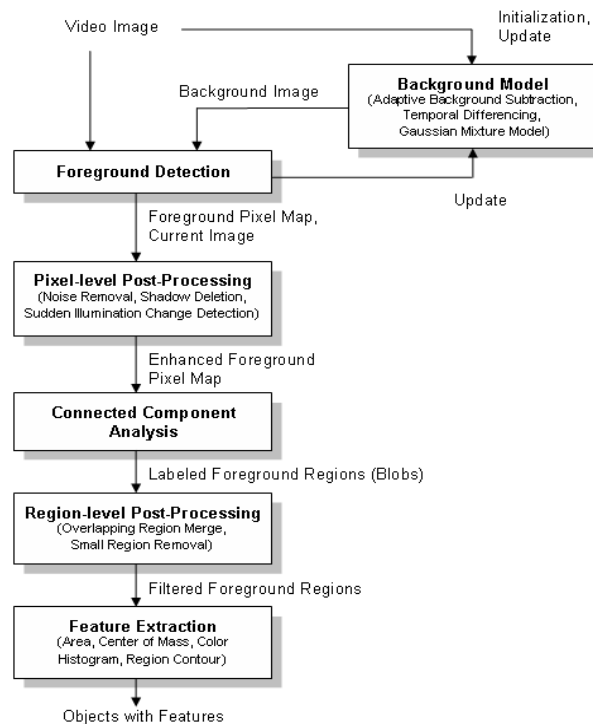 Video Image
Initialization,
Update
Background Model
(Adaptive Background Subtraction,
Temporal Differencing,
Gaussian Mixture Model)
Background Image
Foreground Detection
Update
Foreground Pixel Map,
Current Image
Pixel-level Post-Processing
(Noise Removal, Shadow Deletion,
Sudden Illumination Change Detection)
Enhanced Foreground
Pixel Map
Connected Component
Analysis
Labeled Foreground Regions (Blobs)
Region-level Post-Processing
(Overlapping Region Merge,
Small Region Removal)
Filtered Foreground Regions
Feature Extraction
(Area, Center of Mass, Color
Histogram, Region Contour)
Objects with Features